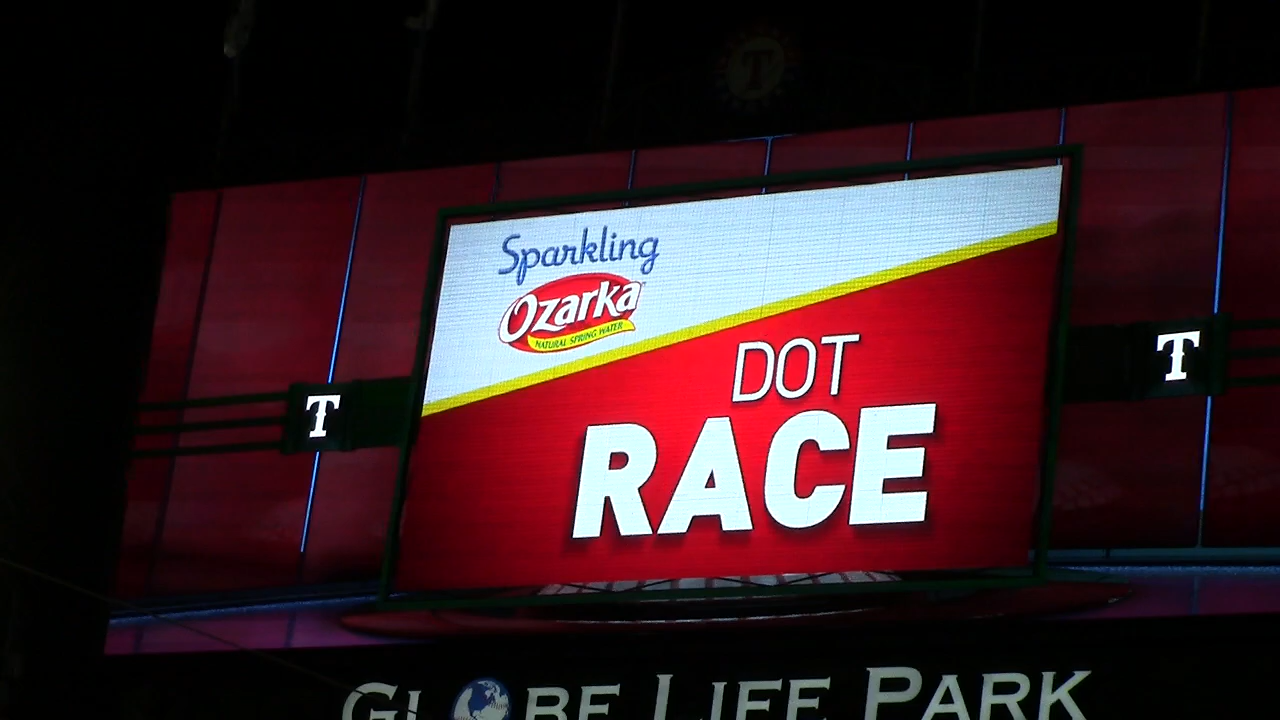 T
Sparkling
Ozarka
NATURAL SPRING WATER
DOT
RACE
T
T
GLOBE LIFE PARK